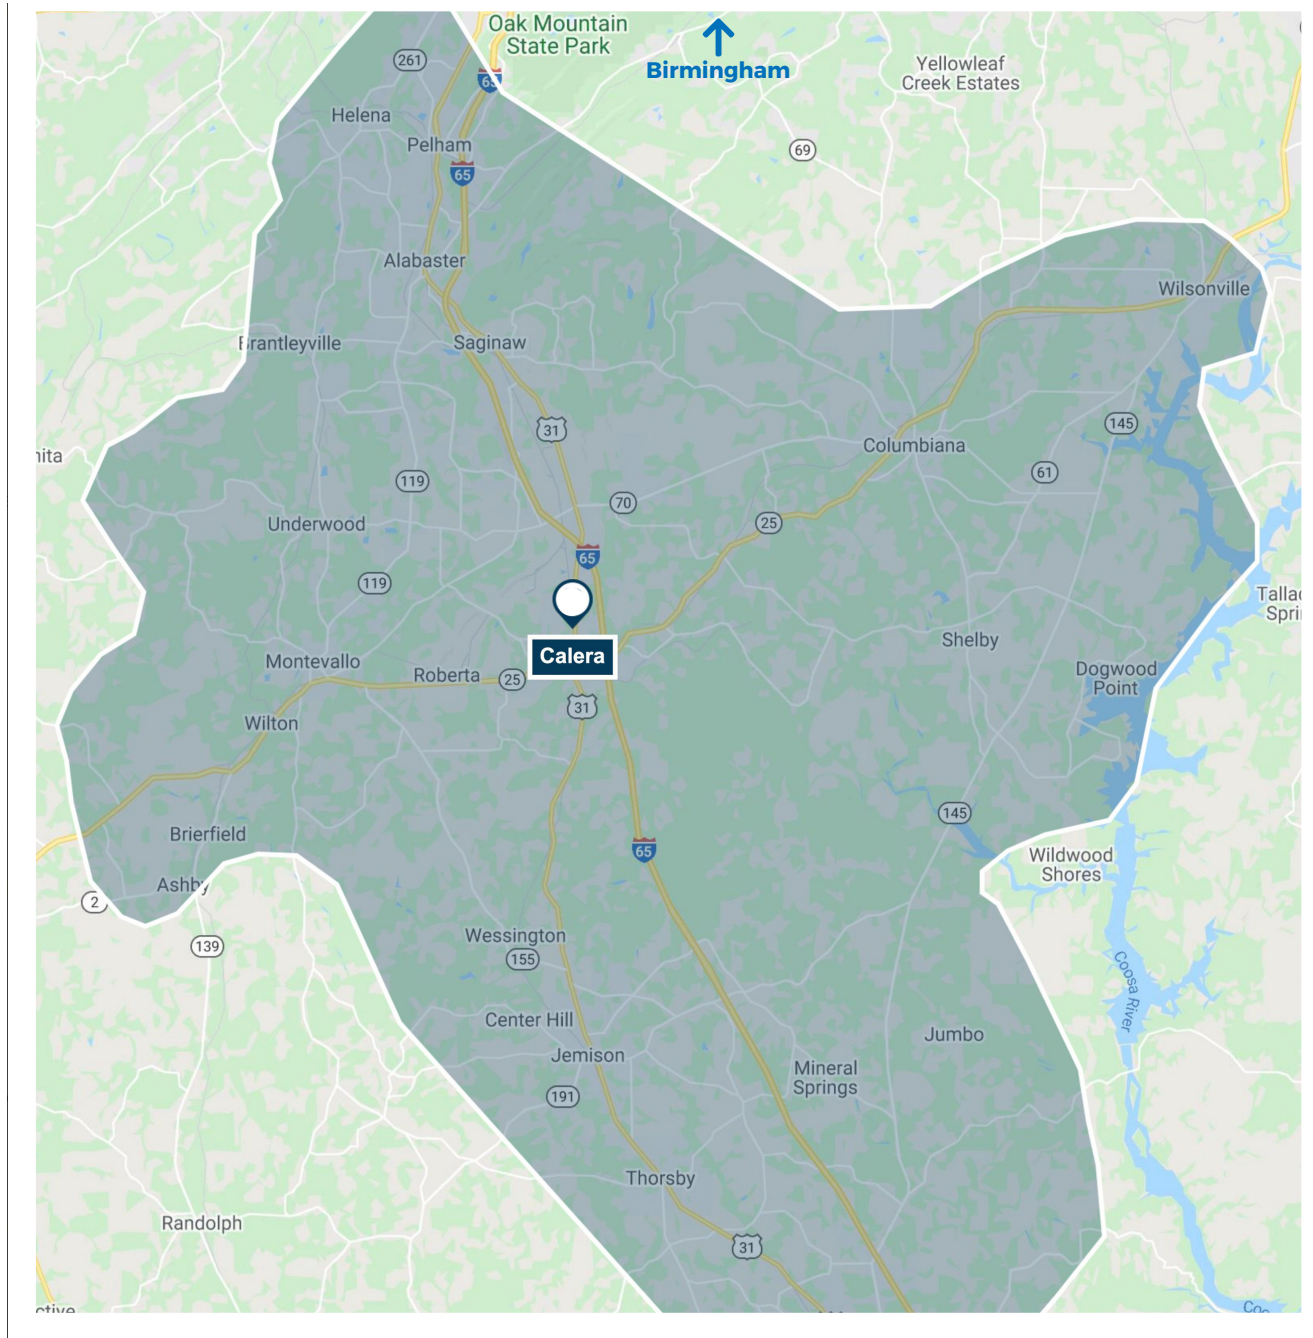 Oak Mountain
State Park
Birmingham
Yellowleaf
Creek Estates
261
65
Helena
Pelham
69
65
Alabaster
Wilsonville
Brantleyville
Saginaw
31
145
Columbiana
61
119
70
25
Underwood
65
119
Calera
Shelby
Montevallo
Roberta
25
Dogwood
Point
31
Wilton
145
Brierfield
65
Wildwood
Shores
Ashby
2
139
Wessington
155
Coosa River
Center Hill
Jumbo
Jemison
Mineral
Springs
191
Thorsby
Randolph
31